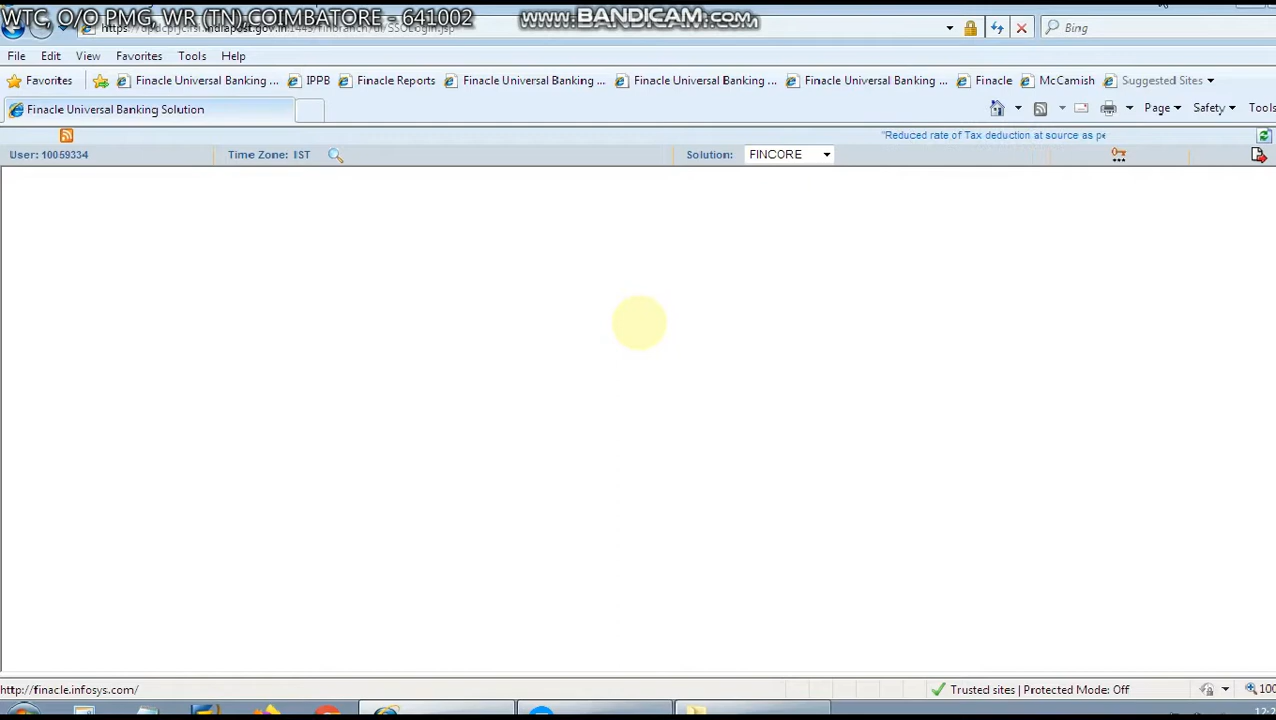 WTC, O/O PMG, WR (TN) COIMBATORE - 641002
www.BANDICAM.com
Bing
File Edit View Favorites Tools Help
Favorites Finacle Universal Banking ... IPPB Finacle Reports Finacle Universal Banking ... Finacle Universal Banking ... Finacle Universal Banking ... Finacle McCamish Suggested Sites
Finacle Universal Banking Solution Page Safety Tools
"Reduced rate of Tax deduction at source as pe
User: 10059334 Time Zone: IST Solution: FINCORE
http://finacle.infosys.com/ Trusted sites | Protected Mode: Off 100